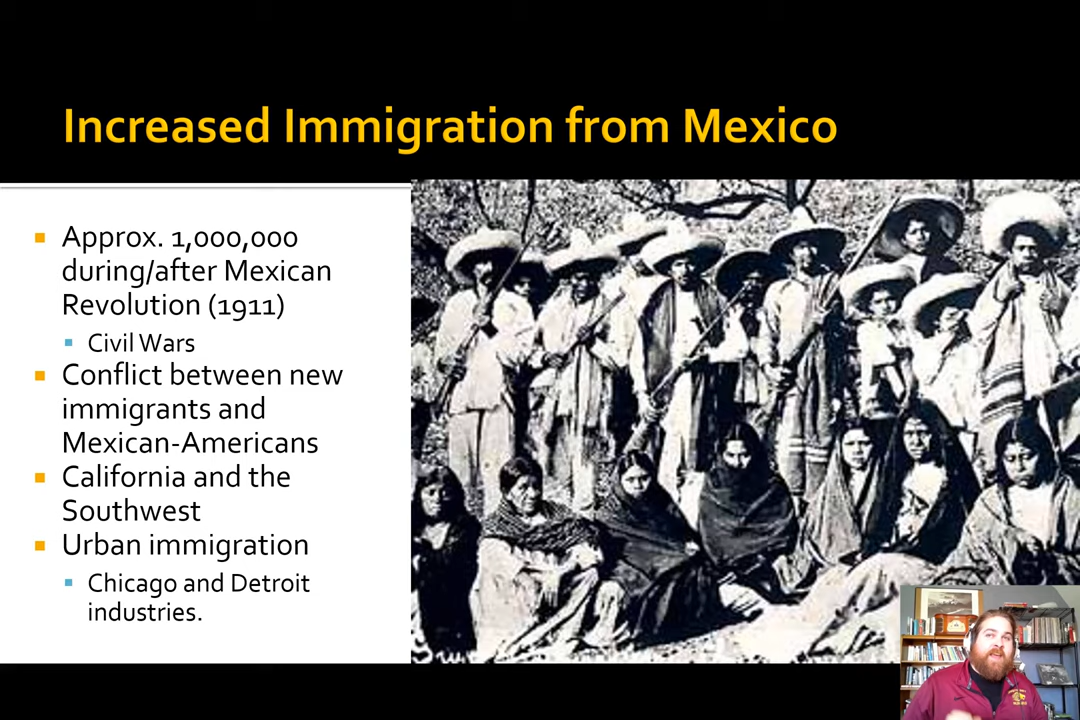 Increased Immigration from Mexico
Approx. 1,000,000
during/after Mexican
Revolution (1911)
Civil Wars
Conflict between new
immigrants and
Mexican-Americans
California and the
Southwest
Urban immigration
Chicago and Detroit
industries.